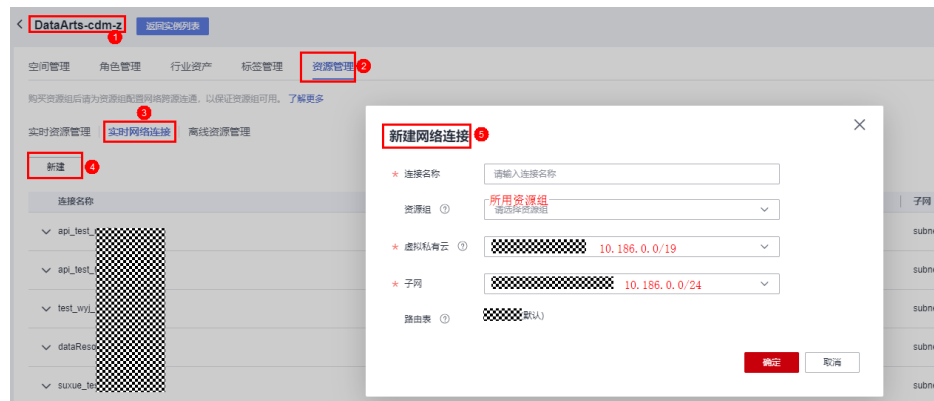 DataArts-cdm-z 返回实例列表
1
空间管理 角色管理 行业资产 标签管理 资源管理 2
购买资源组后请为资源组配置网络跨源连通，以保证资源组可用。 了解更多
3
实时资源管理 实时网络连接 离线资源管理
新建 4
连接名称 子网
api_test_ subn
api_test_ subn
test_wyj_ subn
dataReso subn
suxue_te subn
新建网络连接 5
* 连接名称 请输入连接名称
所用资源组
资源组 请选择资源组
* 虚拟私有云 10.186.0.0/19
* 子网 10.186.0.0/24
路由表 默认)
确定 取消